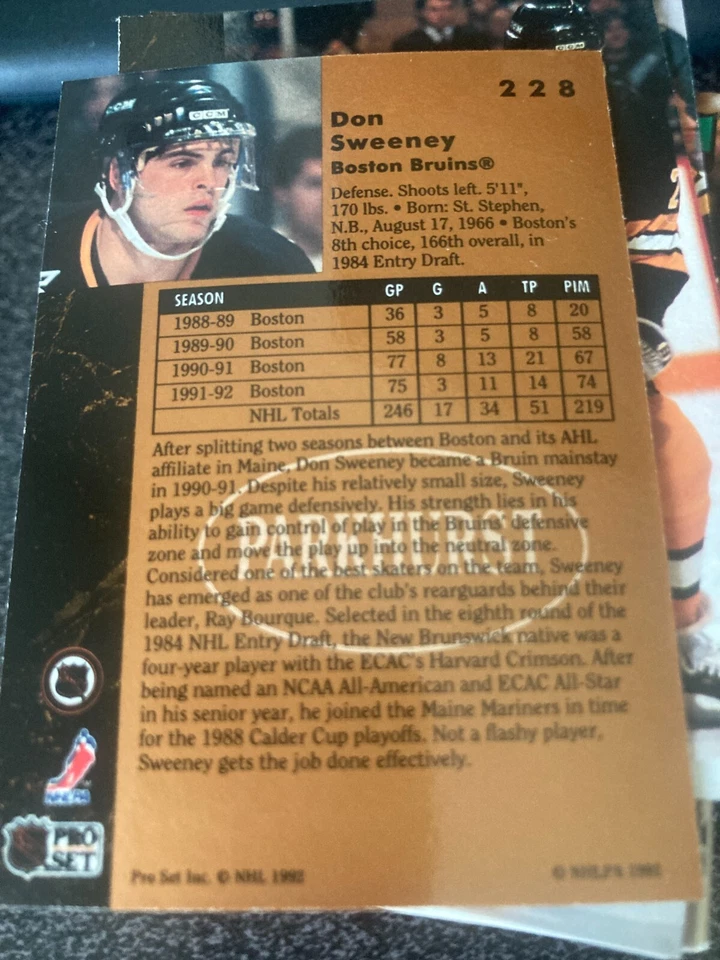 CCM
CCM
228
Don
Sweeney
Boston Bruins®
Defense. Shoots left. 5'11",
170 lbs. • Born: St. Stephen,
N.B., August 17, 1966 • Boston's
8th choice, 166th overall, in
1984 Entry Draft.
SEASON GP G A TP PIM
1988-89 Boston 36 3 5 8 20
1989-90 Boston 58 3 5 8 58
1990-91 Boston 77 8 13 21 67
1991-92 Boston 75 3 11 14 74
NHL Totals 246 17 34 51 219
After splitting two seasons between Boston and its AHL
affiliate in Maine, Don Sweeney became a Bruin mainstay
in 1990-91. Despite his relatively small size, Sweeney
plays a big game defensively. His strength lies in his
ability to gain control of play in the Bruins' defensive
zone and move the play up into the neutral zone.
Considered one of the best skaters on the team, Sweeney
has emerged as one of the club's rearguards behind their
leader, Ray Bourque. Selected in the eighth round of the
1984 NHL Entry Draft, the New Brunswick native was a
four-year player with the ECAC's Harvard Crimson. After
being named an NCAA All-American and ECAC All-Star
in his senior year, he joined the Maine Mariners in time
for the 1988 Calder Cup playoffs. Not a flashy player,
Sweeney gets the job done effectively.
PARKHURST
NHLPA
PRO
SET
Pro Set Inc. © NHL 1992
© NHLPA 1992